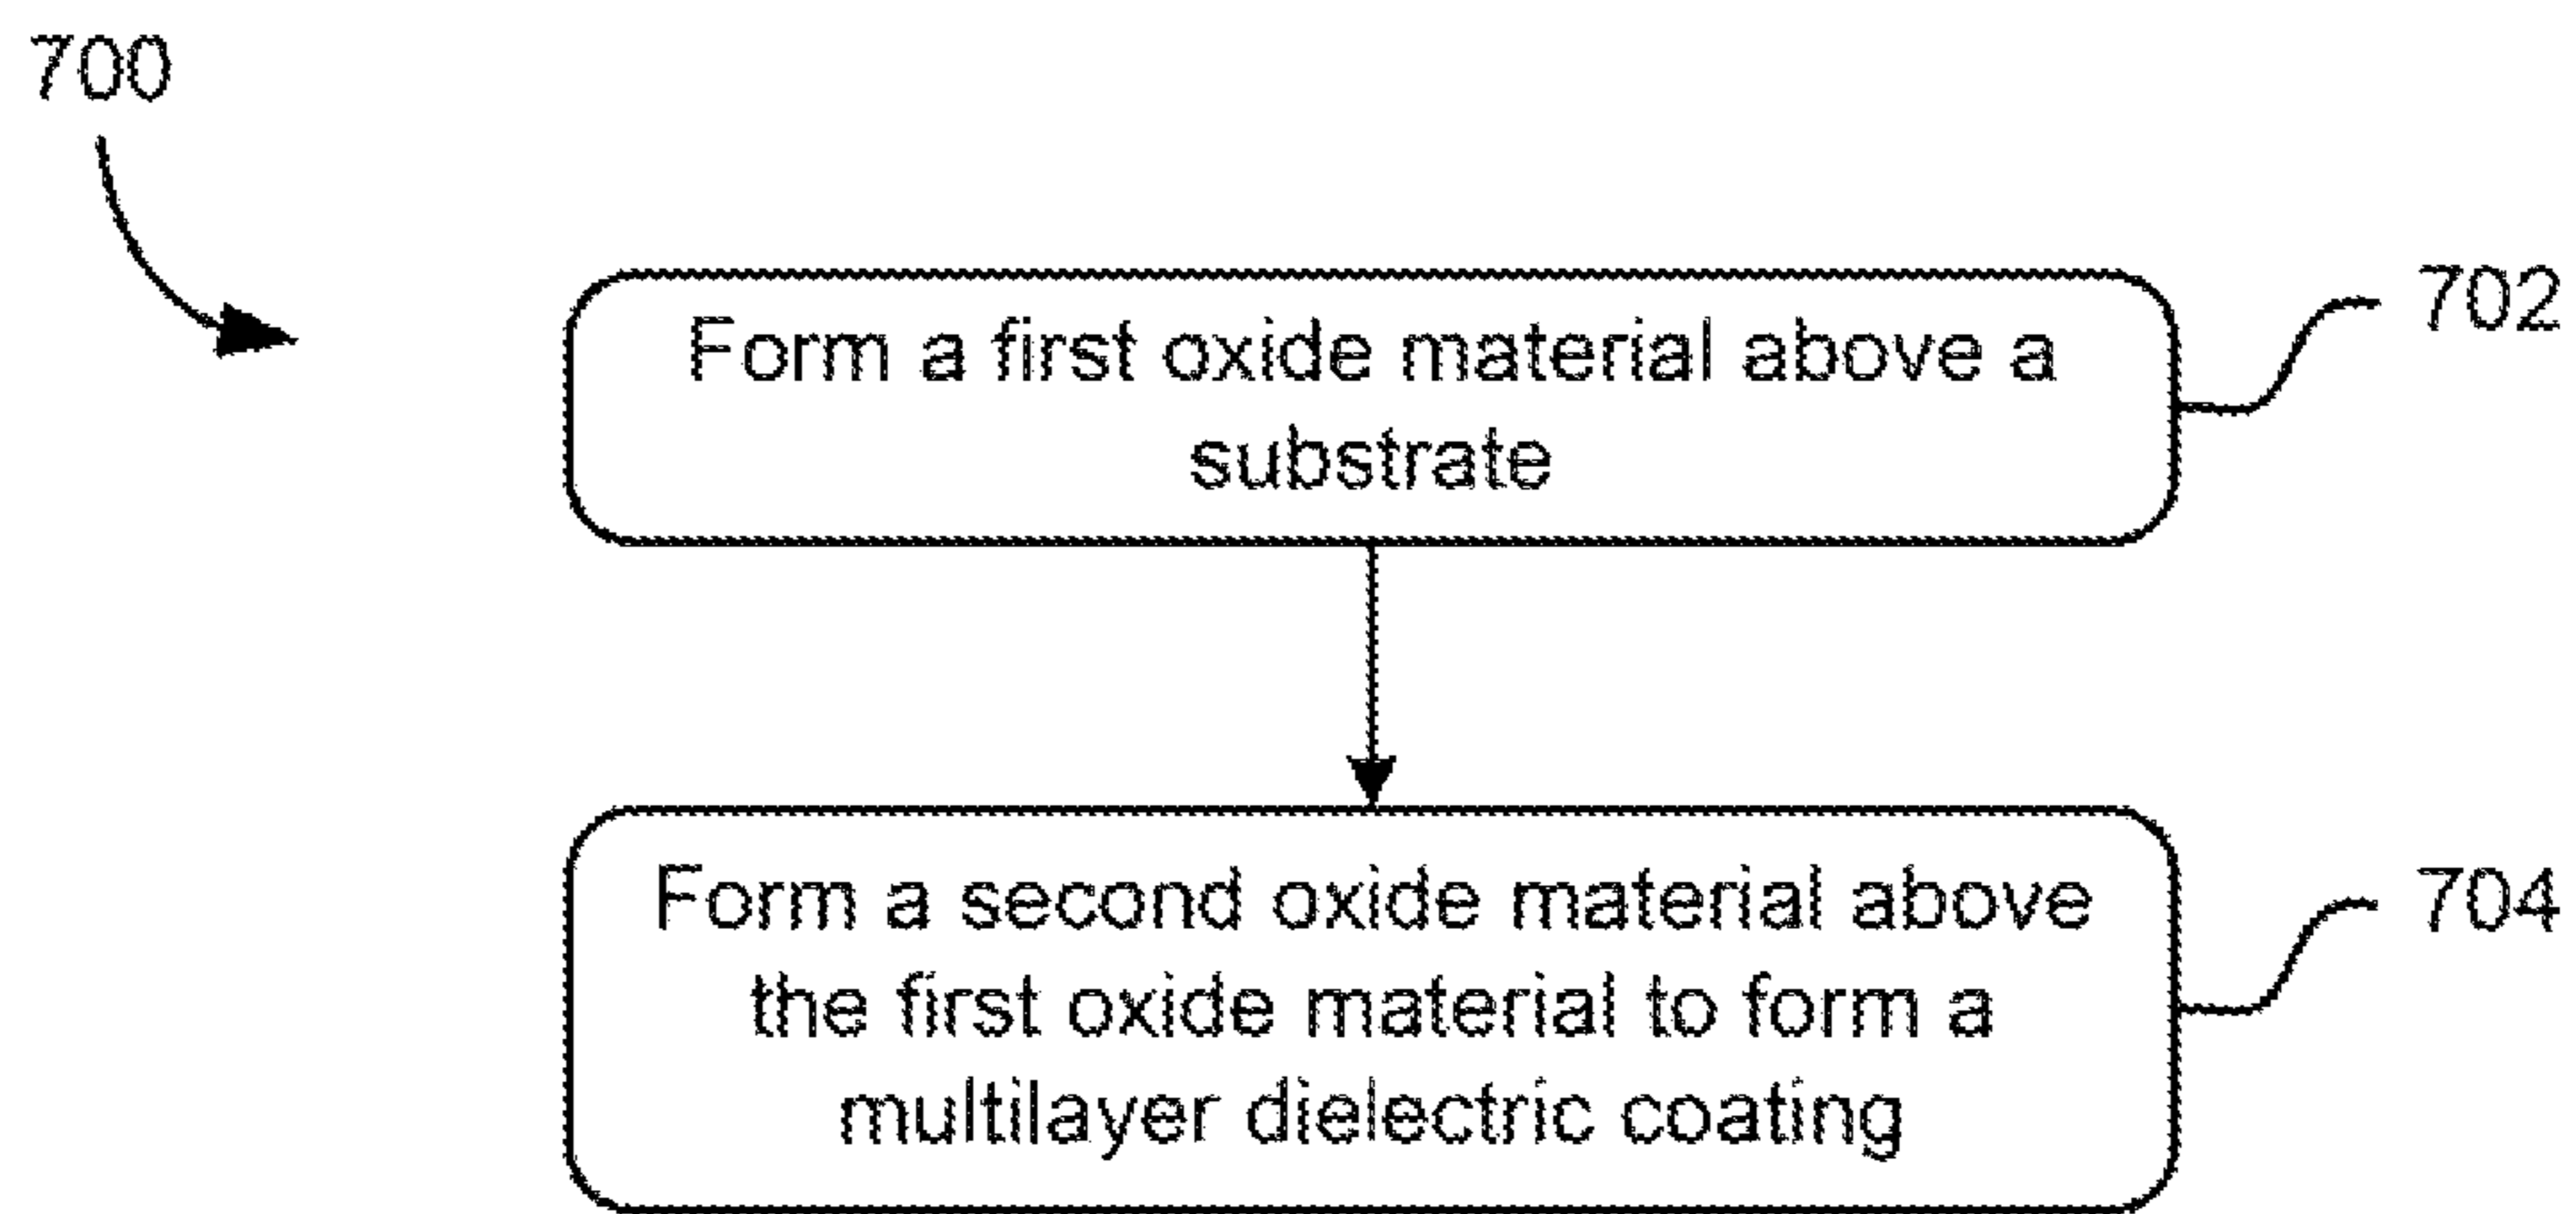 700
Form a first oxide material above a
substrate
702
Form a second oxide material above
the first oxide material to form a
multilayer dielectric coating
704